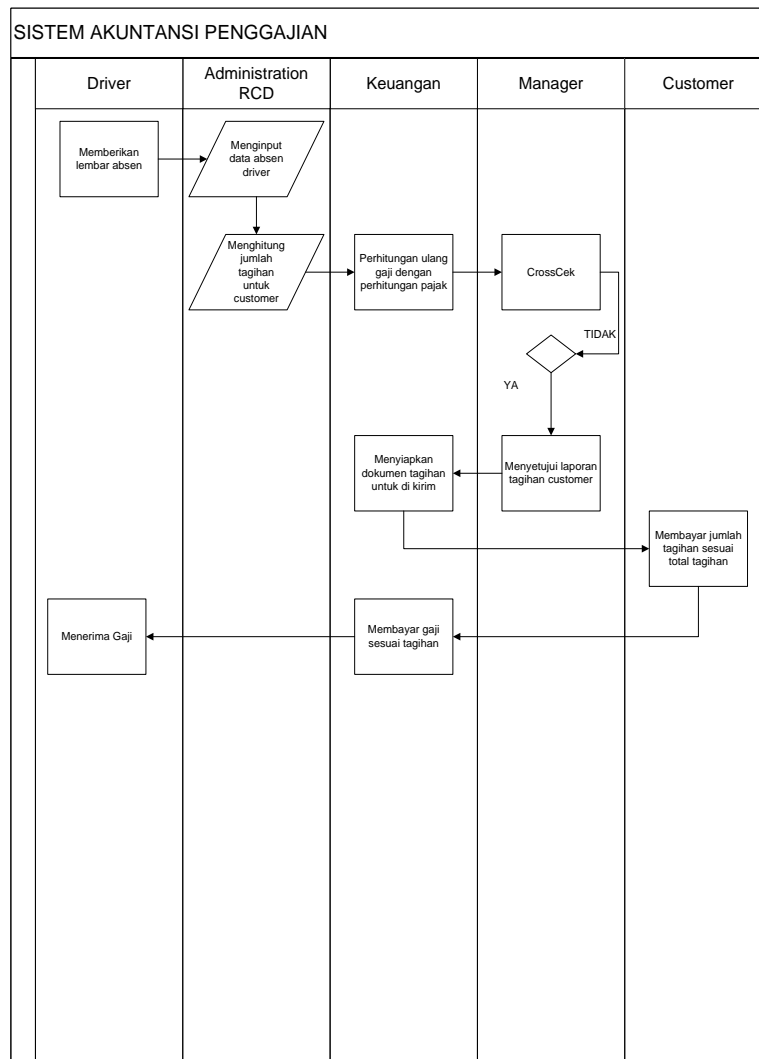 SISTEM AKUNTANSI PENGGAJIAN
Driver
Administration
RCD
Keuangan
Manager
Customer
Memberikan
lembar absen
Menginput
data absen
driver
Menghitung
jumlah
tagihan
untuk
customer
Perhitungan ulang
gaji dengan
perhitungan pajak
CrossCek
TIDAK
YA
Menyetujui laporan
tagihan customer
Menyiapkan
dokumen tagihan
untuk di kirim
Membayar jumlah
tagihan sesuai
total tagihan
Membayar gaji
sesuai tagihan
Menerima Gaji